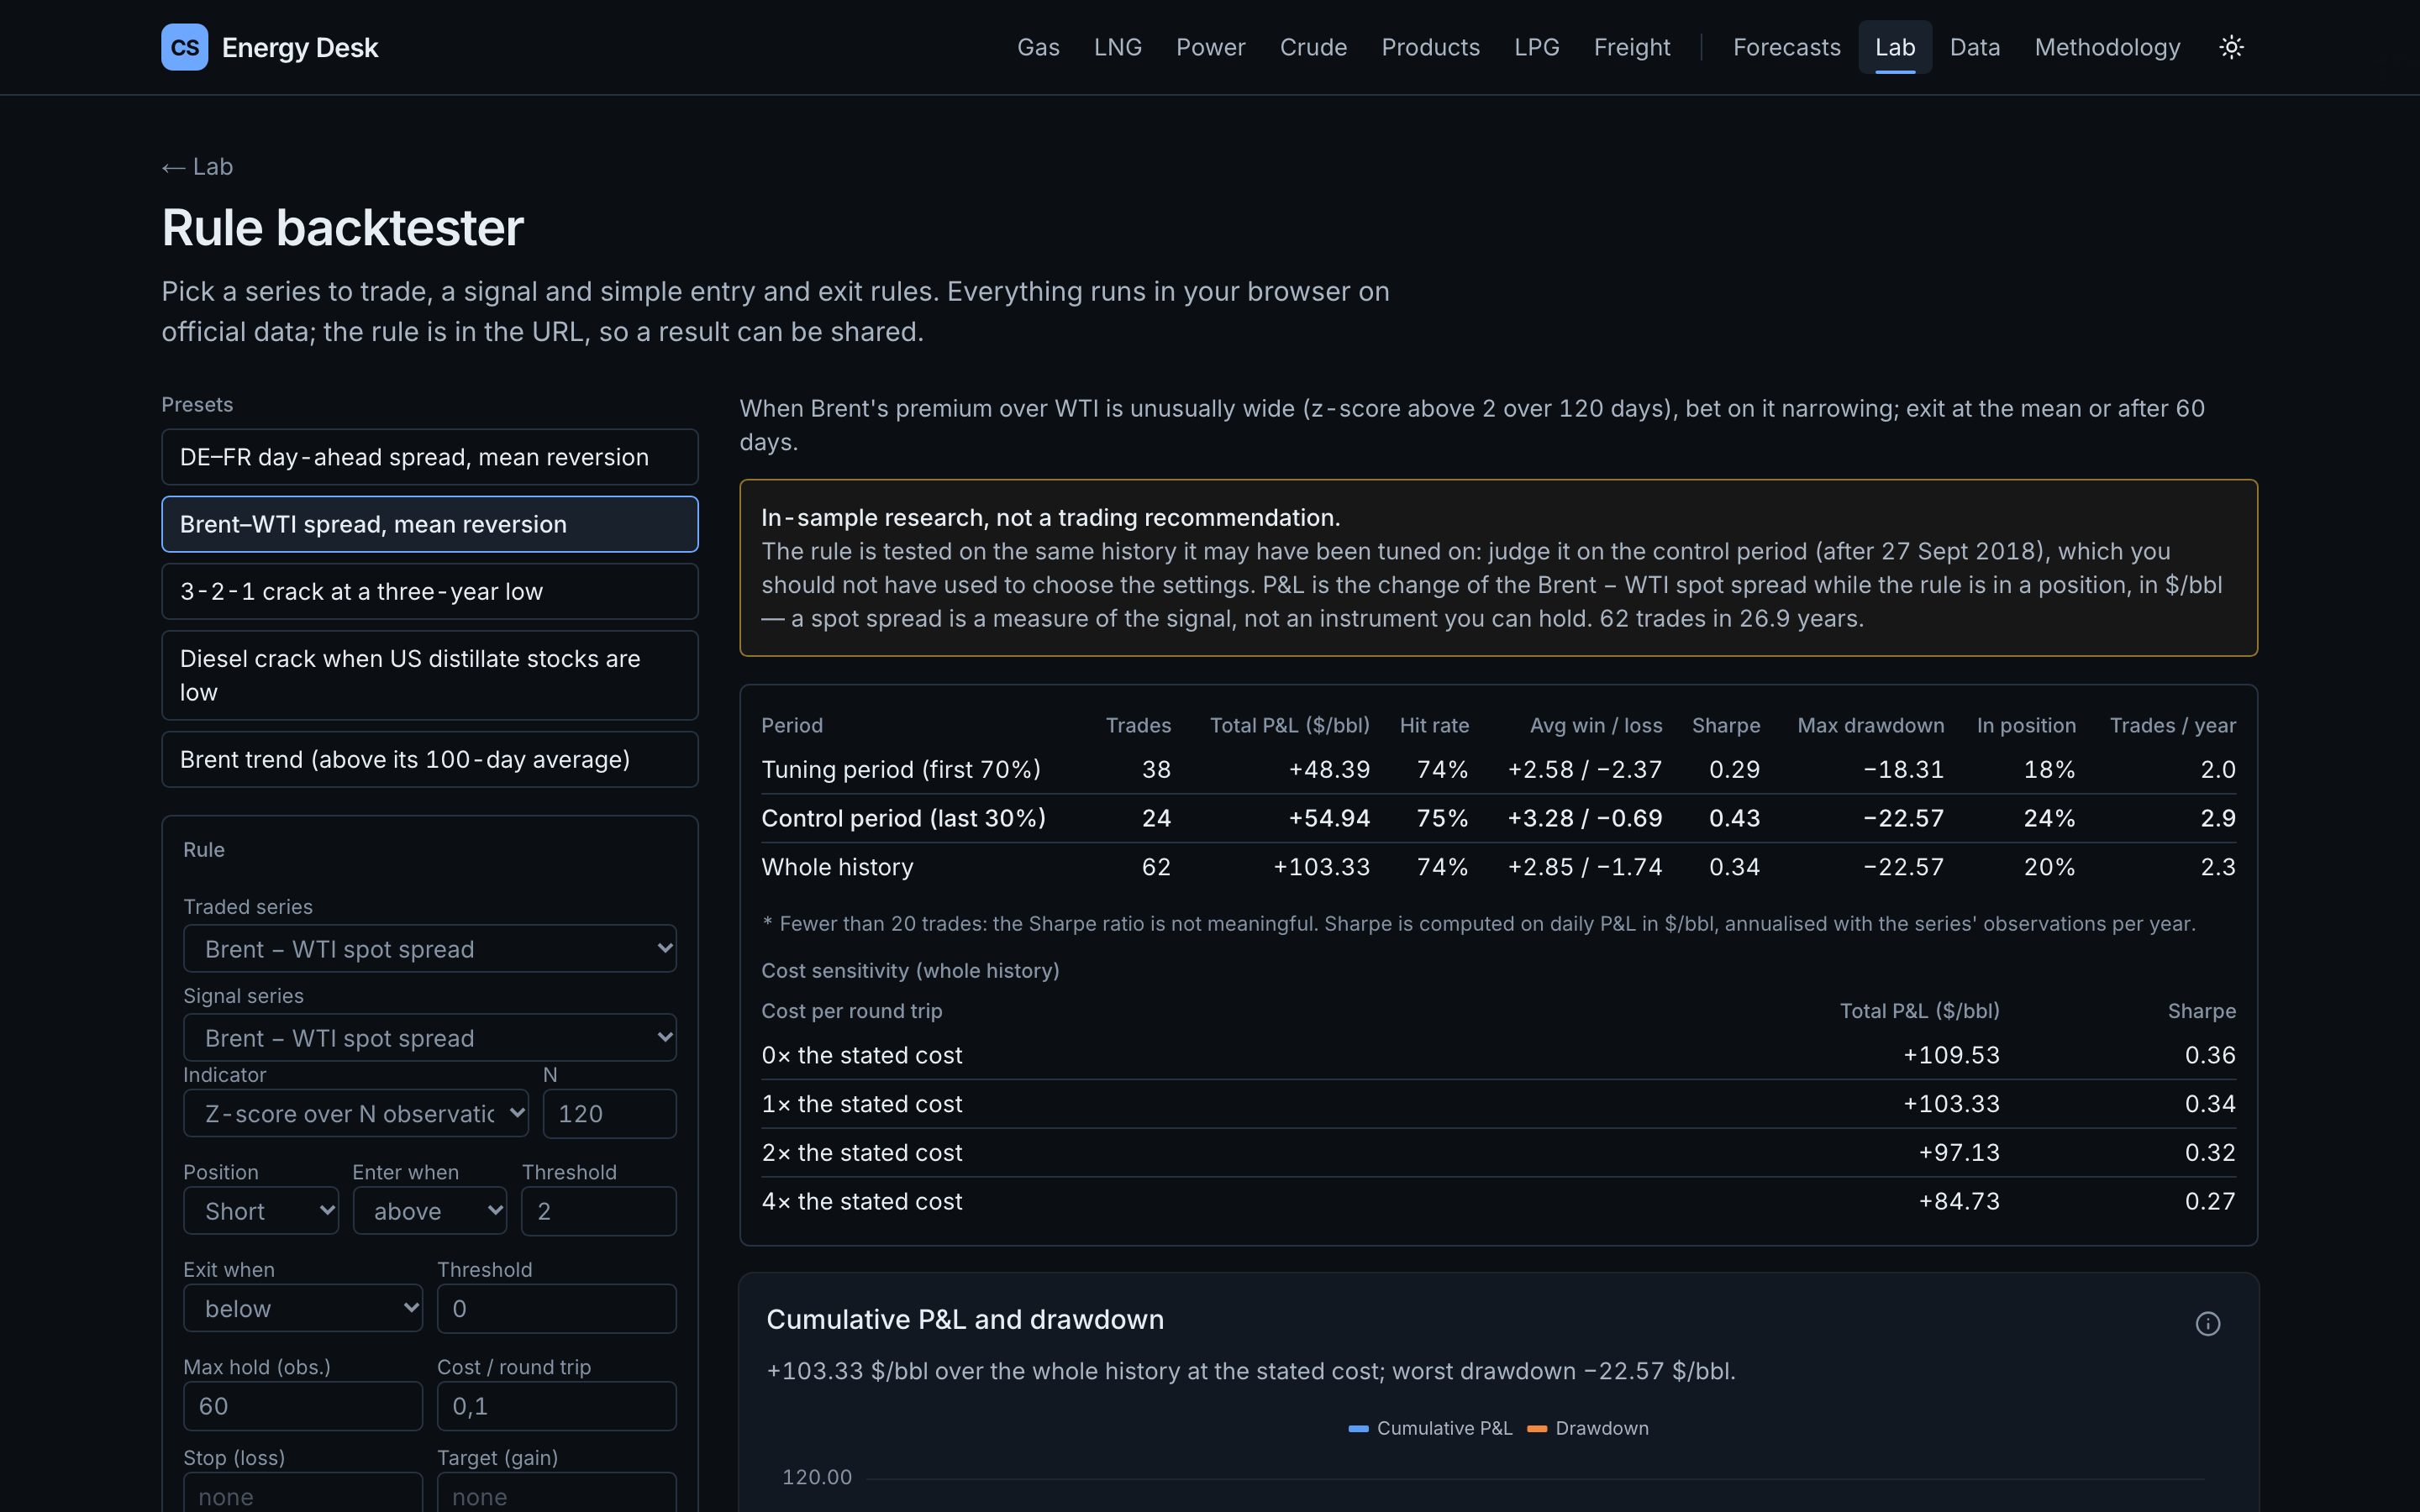 CS Energy Desk
Gas LNG Power Crude Products LPG Freight Forecasts Lab Data Methodology
← Lab
Rule backtester
Pick a series to trade, a signal and simple entry and exit rules. Everything runs in your browser on
official data; the rule is in the URL, so a result can be shared.
Presets
DE–FR day-ahead spread, mean reversion
Brent–WTI spread, mean reversion
3-2-1 crack at a three-year low
Diesel crack when US distillate stocks are
low
Brent trend (above its 100-day average)
Rule
Traded series
Brent – WTI spot spread
Signal series
Brent – WTI spot spread
Indicator N
Z-score over N observatic 120
Position Enter when Threshold
Short above 2
Exit when Threshold
below 0
Max hold (obs.) Cost / round trip
60 0,1
Stop (loss) Target (gain)
none none
When Brent's premium over WTI is unusually wide (z-score above 2 over 120 days), bet on it narrowing; exit at the mean or after 60
days.
In-sample research, not a trading recommendation.
The rule is tested on the same history it may have been tuned on: judge it on the control period (after 27 Sept 2018), which you
should not have used to choose the settings. P&L is the change of the Brent – WTI spot spread while the rule is in a position, in $/bbl
— a spot spread is a measure of the signal, not an instrument you can hold. 62 trades in 26.9 years.
Period Trades Total P&L ($/bbl) Hit rate Avg win / loss Sharpe Max drawdown In position Trades / year
Tuning period (first 70%) 38 +48.39 74% +2.58 / −2.37 0.29 −18.31 18% 2.0
Control period (last 30%) 24 +54.94 75% +3.28 / −0.69 0.43 −22.57 24% 2.9
Whole history 62 +103.33 74% +2.85 / −1.74 0.34 −22.57 20% 2.3
* Fewer than 20 trades: the Sharpe ratio is not meaningful. Sharpe is computed on daily P&L in $/bbl, annualised with the series' observations per year.
Cost sensitivity (whole history)
Cost per round trip Total P&L ($/bbl) Sharpe
0× the stated cost +109.53 0.36
1× the stated cost +103.33 0.34
2× the stated cost +97.13 0.32
4× the stated cost +84.73 0.27
Cumulative P&L and drawdown
+103.33 $/bbl over the whole history at the stated cost; worst drawdown −22.57 $/bbl.
Cumulative P&L Drawdown
120.00